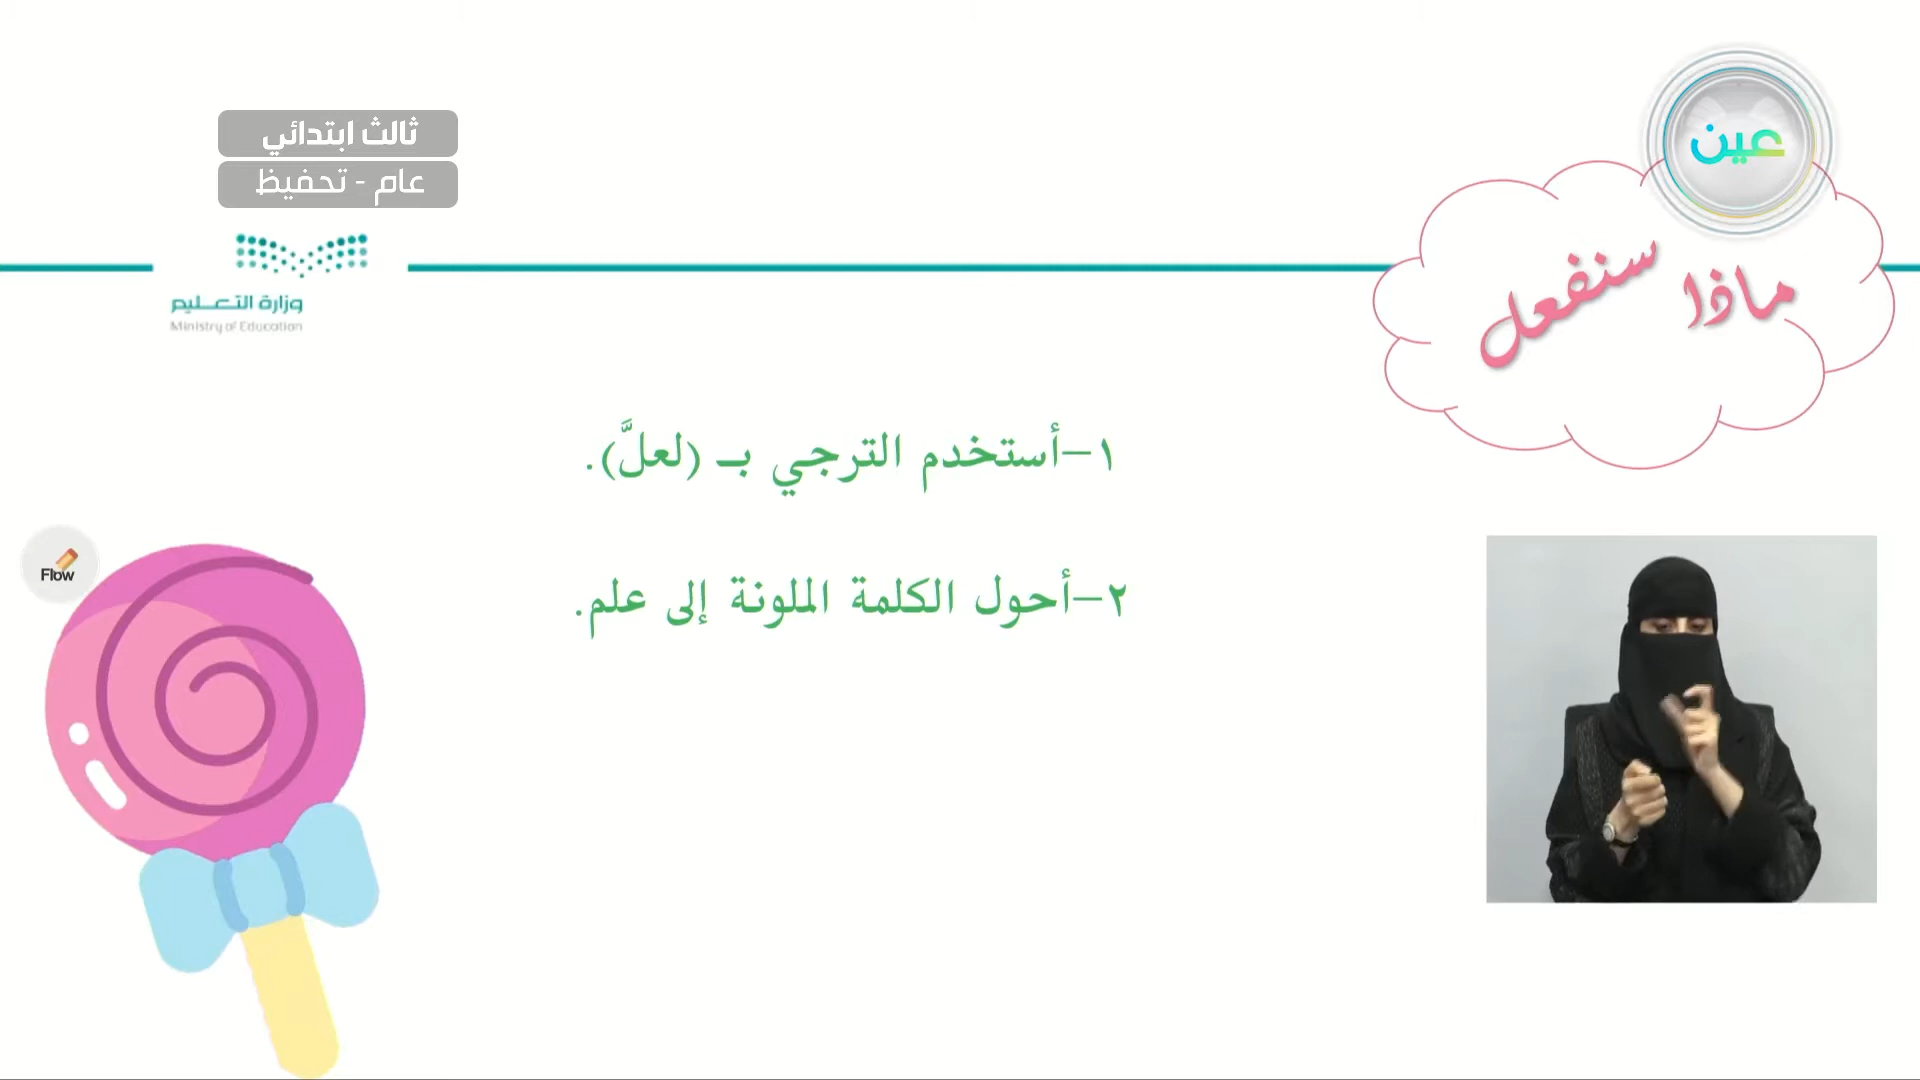 عين
ثالث ابتدائي
عام - تحفيظ
وزارة التعليم
Ministry of Education
ماذا سنفعل
١-أستخدم الترجي بـ (لعلَّ).
٢-أحول الكلمة الملونة إلى علم.
Flow